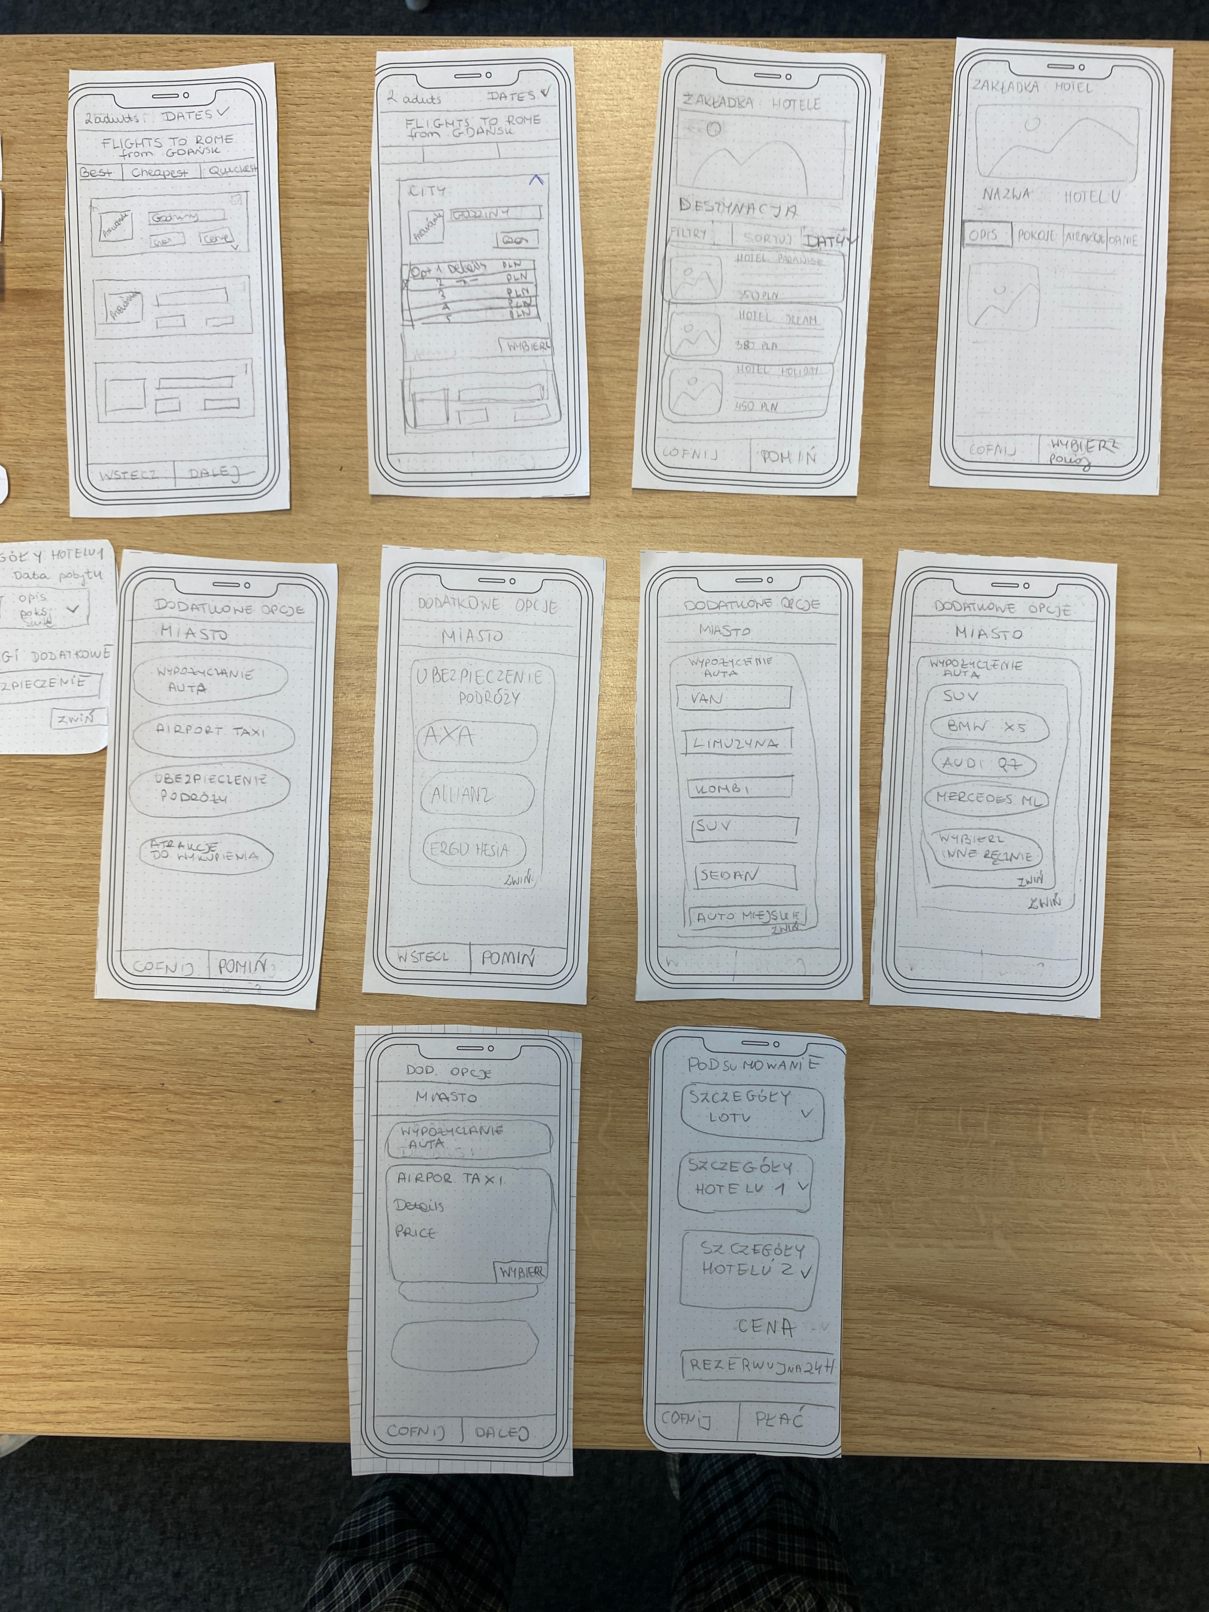 2 adults. DATES
FLIGHTS TO ROME
from GDAŃSK
Best Cheapest Quickest
Godziny
Cena
WSTECZ DALEJ
2 aduts DATES
FLIGHTS TO ROME
from GDAŃSK
CITY
GODZINY
Opt 1 Details PLN
2 PLN
3 PLN
4 PLN
5 PLN
WYBIERZ
ZAKŁADKA HOTELE
DESTYNACJA
FILTRY SORTUJ DATY
HOTEL PARADISE
350 PLN
HOTEL DREAM
380 PLN
HOTEL HOLIDAY
450 PLN
COFNIJ POMIŃ
ZAKŁADKA HOTEL
NAZWA HOTELU
OPIS POKOJE ATRAKCJE OPINIE
COFNIJ WYBIERZ
POKÓJ
GÓŁY HOTELU 1
Data pobytu
opis
GI DODATKOWE
ZPIECZENIE
ZWIŃ
DODATKOWE OPCJE
MIASTO
WYPOŻYCZANIE
AUTA
AIRPORT TAXI
UBEZPIECZENIE
PODRÓŻY
ATRAKCJE
DO WYKUPIENIA
COFNIJ POMIŃ
DODATKOWE OPCJE
MIASTO
UBEZPIECZENIE
PODRÓŻY
AXA
ALLIANZ
ERGO HESIA
ZWIŃ
WSTECZ POMIŃ
DODATKOWE OPCJE
MIASTO
WYPOŻYCZENIE
AUTA
VAN
LIMUZYNA
KOMBI
SUV
SEDAN
AUTO MIEJSKIE
ZWIŃ
DODATKOWE OPCJE
MIASTO
WYPOŻYCZENIE
AUTA
SUV
BMW X5
AUDI Q7
MERCEDES ML
WYBIERZ
INNE RĘCZNIE
ZWIŃ
ZWIŃ
DOD. OPCJE
MIASTO
WYPOŻYCZANIE
AUTA
AIRPOR TAXI
Details
PRICE
WYBIERZ
COFNIJ DALEJ
PODSUMOWANIE
SZCZEGÓŁY
LOTU
SZCZEGÓŁY
HOTELU 1
SZCZEGÓŁY
HOTELU 2
CENA
REZERWUJ NA 24H
COFNIJ PŁAĆ